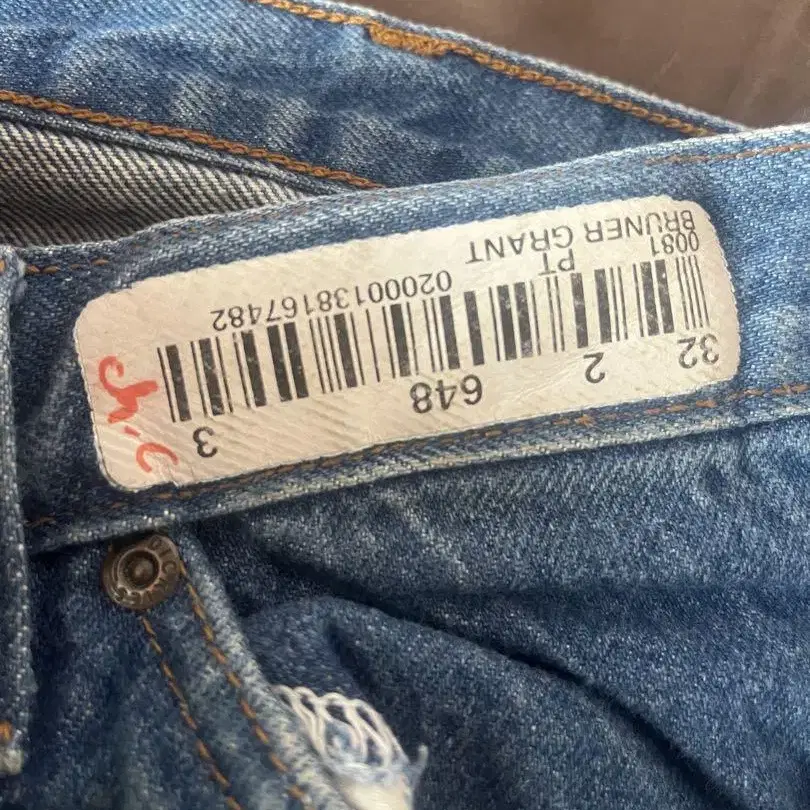 32 2 648 3
0081 PT 02000138167482
BRUNER GRANT